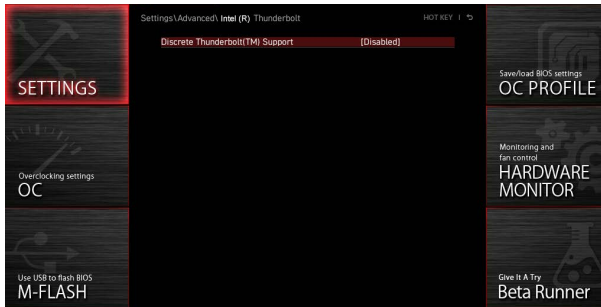 Settings\Advanced\ Intel (R) Thunderbolt
HOT KEY | ⮌
Discrete Thunderbolt(TM) Support [Disabled]
SETTINGS
Overclocking settings
OC
Use USB to flash BIOS
M-FLASH
Save/load BIOS settings
OC PROFILE
Monitoring and
fan control
HARDWARE
MONITOR
Give It A Try
Beta Runner